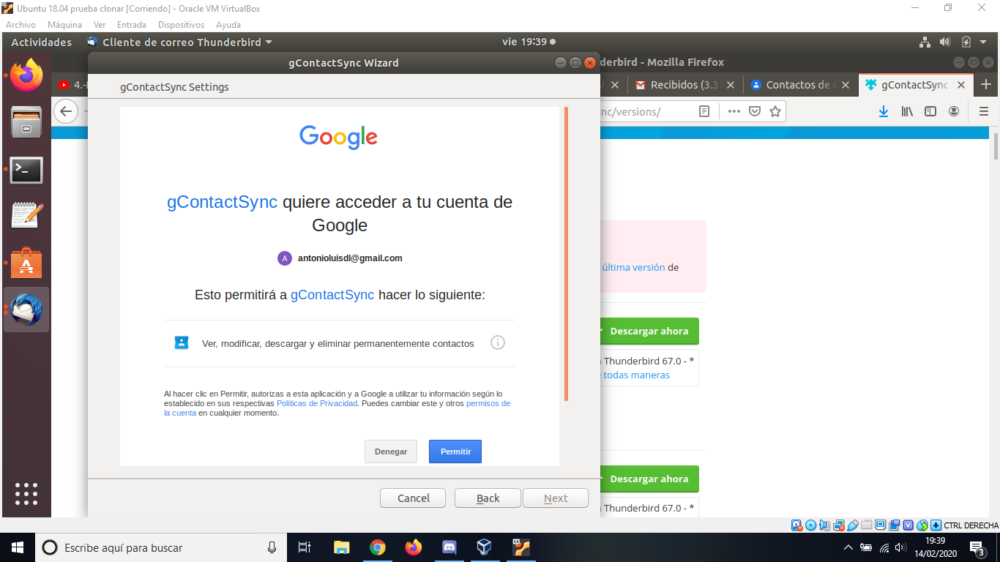 Ubuntu 18.04 prueba clonar [Corriendo] - Oracle VM VirtualBox
Archivo Máquina Ver Entrada Dispositivos Ayuda
Actividades Cliente de correo Thunderbird vie 19:39
gContactSync Wizard
derbird - Mozilla Firefox
gContactSync Settings
Recibidos (3.3 Contactos de gContactSync
nc/versions/
Google
gContactSync quiere acceder a tu cuenta de
Google
A antonioluisdl@gmail.com
última versión de
Esto permitirá a gContactSync hacer lo siguiente:
Descargar ahora
Ver, modificar, descargar y eliminar permanentemente contactos
Thunderbird 67.0 - *
todas maneras
Al hacer clic en Permitir, autorizas a esta aplicación y a Google a utilizar tu información según lo
establecido en sus respectivas Políticas de Privacidad. Puedes cambiar este y otros permisos de
la cuenta en cualquier momento.
Denegar Permitir
Descargar ahora
Cancel Back Next
Thunderbird 67.0 - *
CTRL DERECHA
Escribe aquí para buscar
64
19:39
14/02/2020
3